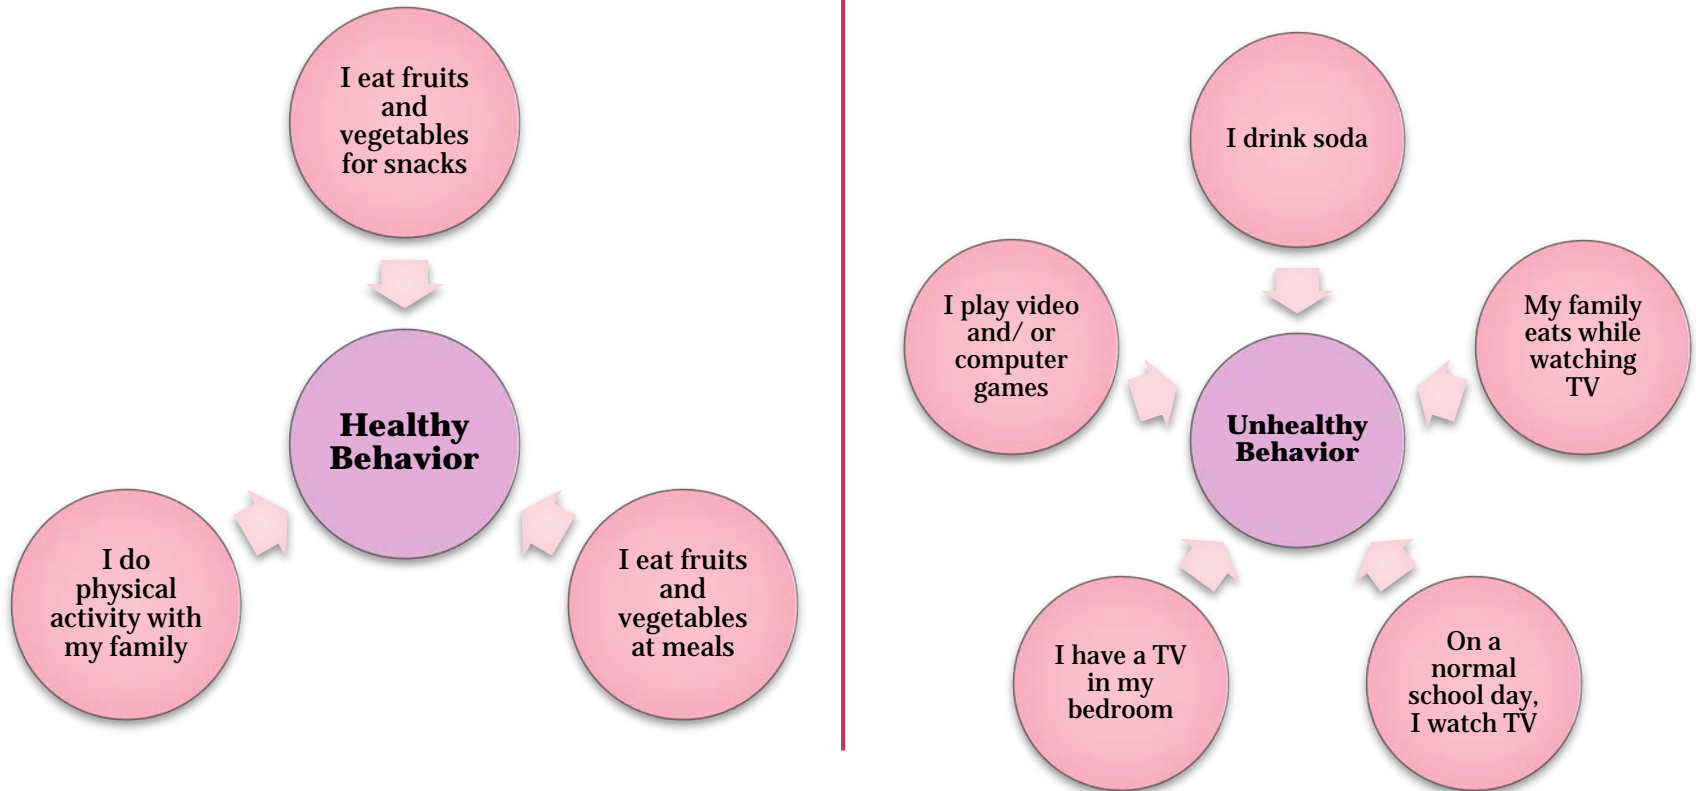 I eat fruits
and
vegetables
for snacks
Healthy
Behavior
I do
physical
activity with
my family
I eat fruits
and
vegetables
at meals
I drink soda
I play video
and/ or
computer
games
My family
eats while
watching
TV
Unhealthy
Behavior
I have a TV
in my
bedroom
On a
normal
school day,
I watch TV